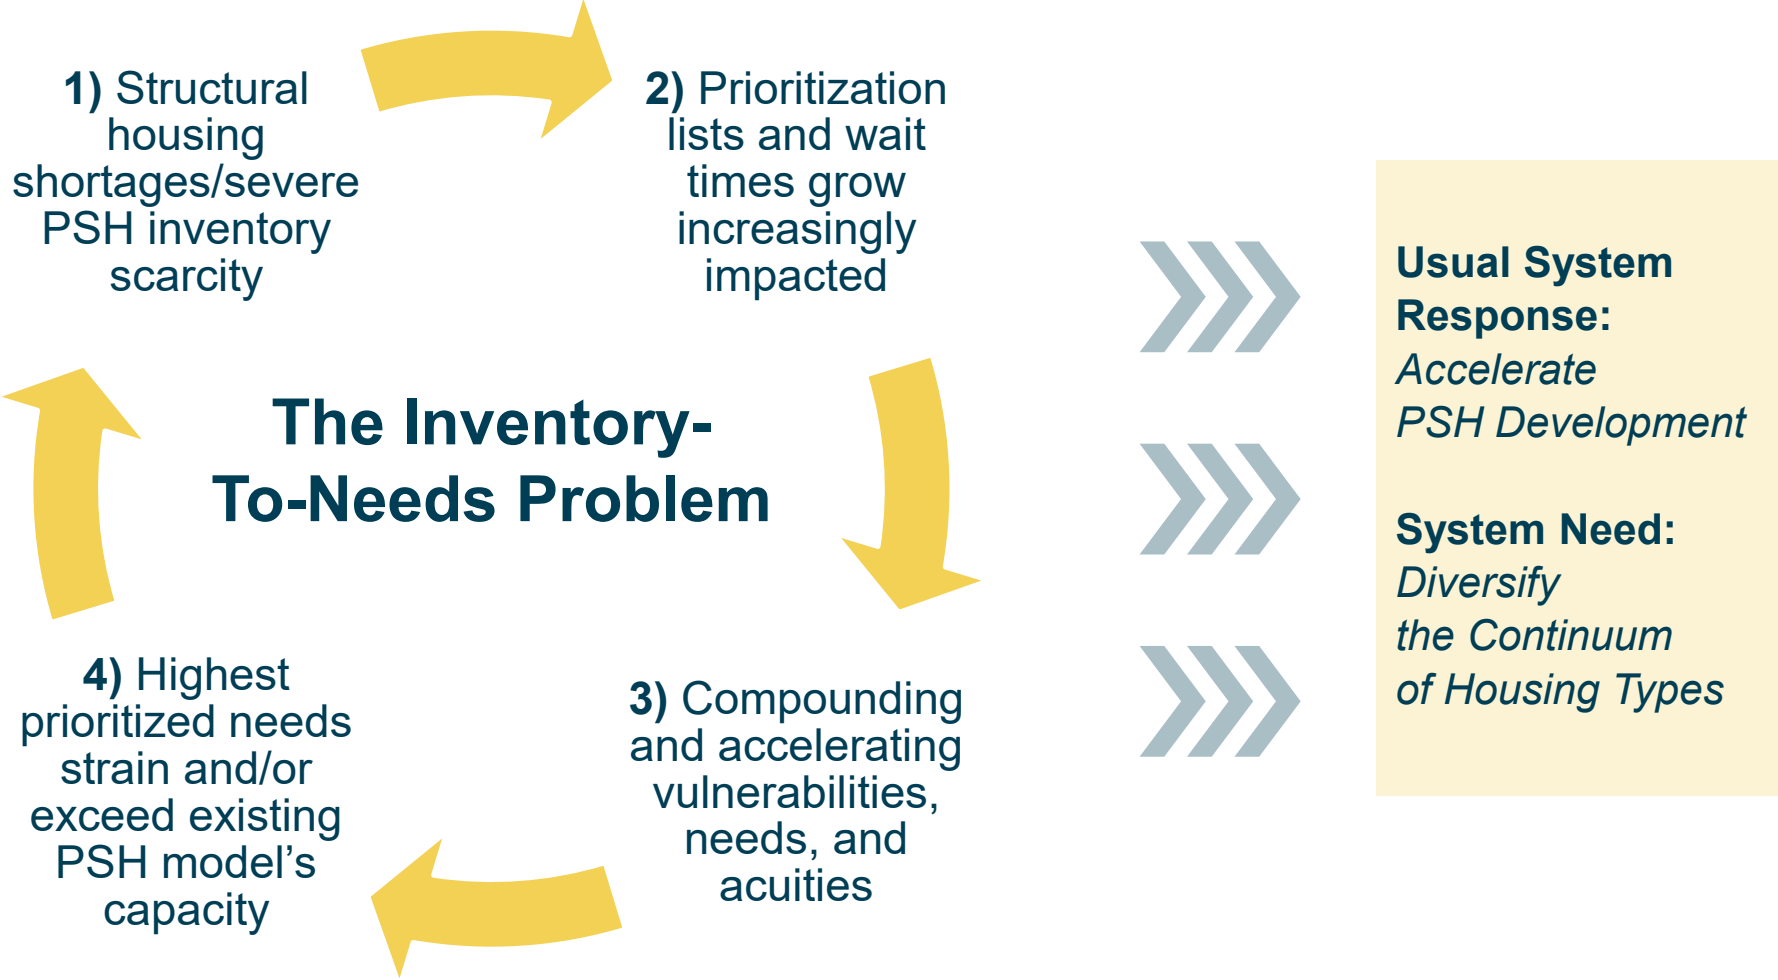 1) Structural
housing
shortages/severe
PSH inventory
scarcity
2) Prioritization
lists and wait
times grow
increasingly
impacted
The Inventory-
To-Needs Problem
3) Compounding
and accelerating
vulnerabilities,
needs, and
acuities
4) Highest
prioritized needs
strain and/or
exceed existing
PSH model’s
capacity
Usual System
Response:
Accelerate
PSH Development
System Need:
Diversify
the Continuum
of Housing Types